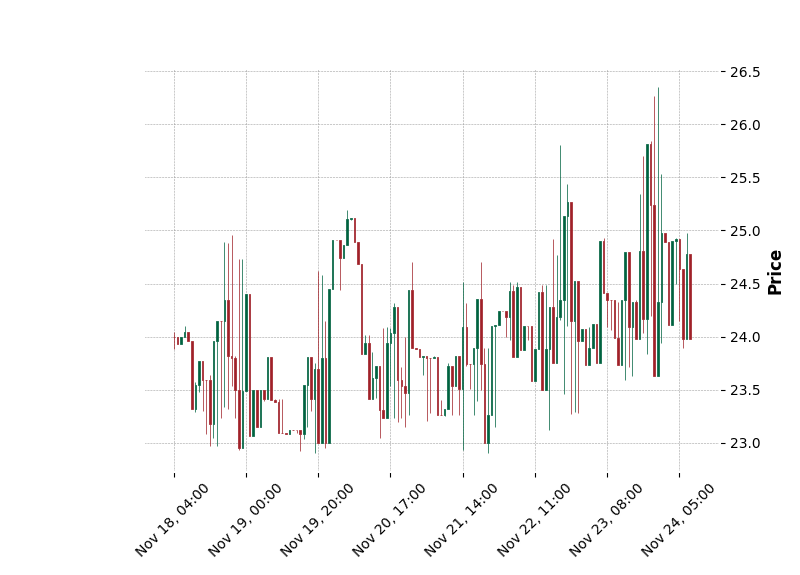 26.5
26.0
25.5
25.0
24.5
24.0
23.5
23.0
Price
Nov 18, 04:00
Nov 19, 00:00
Nov 19, 20:00
Nov 20, 17:00
Nov 21, 14:00
Nov 22, 11:00
Nov 23, 08:00
Nov 24, 05:00